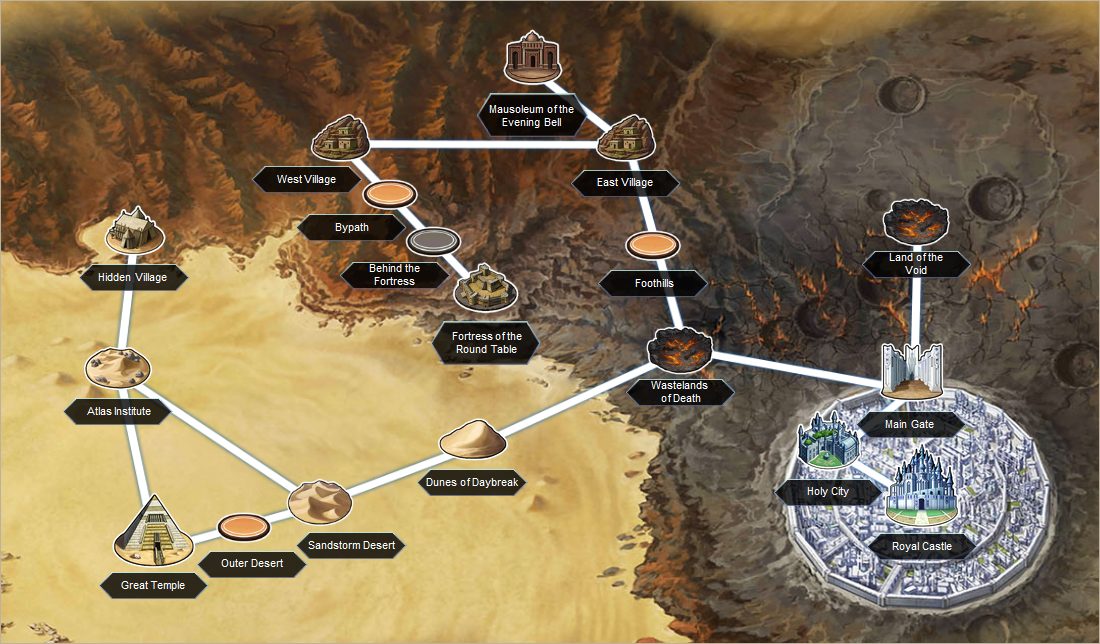 Mausoleum of the
Evening Bell
West Village
East Village
Bypath
Behind the
Fortress
Hidden Village
Land of the
Void
Foothills
Fortress of the
Round Table
Wastelands
of Death
Atlas Institute
Main Gate
Dunes of Daybreak
Holy City
Sandstorm Desert
Royal Castle
Outer Desert
Great Temple